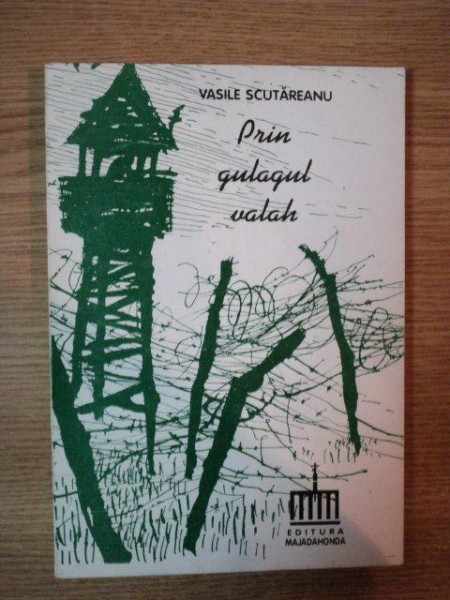 VASILE SCUTĂREANU
Prin
gulagul
valah
EDITURA
MAJADAHONDA